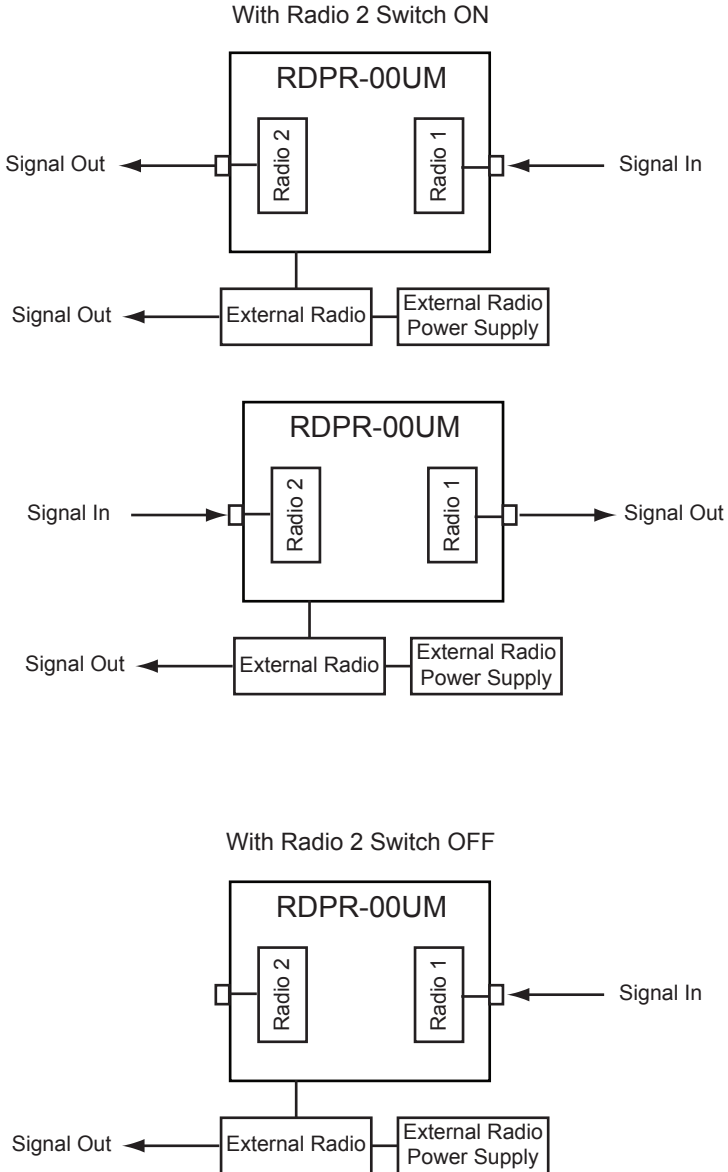 With Radio 2 Switch ON
RDPR-00UM
Signal Out
Radio 2
Radio 1
Signal In
Signal Out
External Radio
External Radio
Power Supply
RDPR-00UM
Signal In
Radio 2
Radio 1
Signal Out
Signal Out
External Radio
External Radio
Power Supply
With Radio 2 Switch OFF
RDPR-00UM
Radio 2
Radio 1
Signal In
Signal Out
External Radio
External Radio
Power Supply